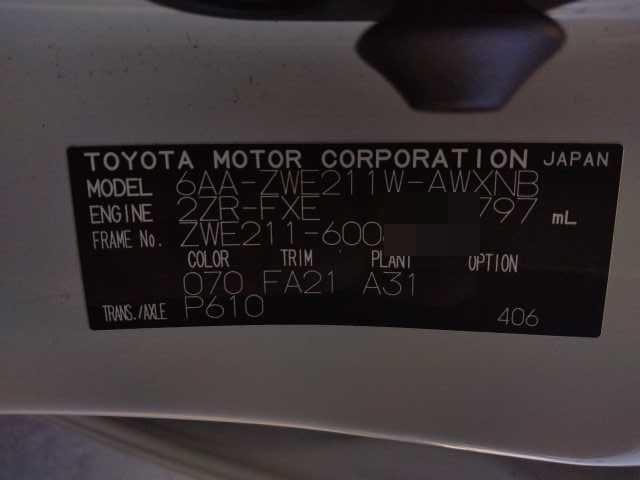 TOYOTA MOTOR CORPORATION JAPAN
MODEL 6AA-ZWE211W-AWXNB
ENGINE 2ZR-FXE 797 mL
FRAME No. ZWE211-600
COLOR TRIM PLANT OPTION
070 FA21 A31
TRANS./AXLE P610 406